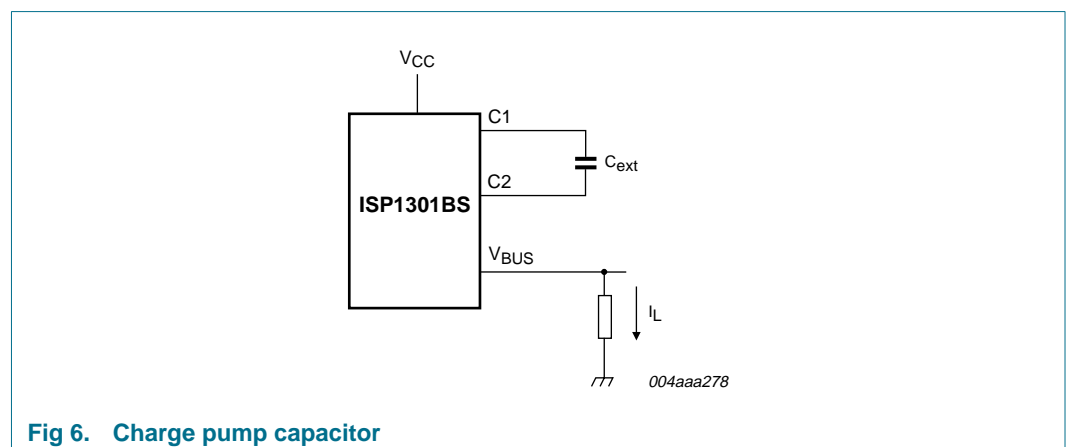 VCC
C1
Cext
C2
ISP1301BS
VBUS
IL
004aaa278
Fig 6. Charge pump capacitor